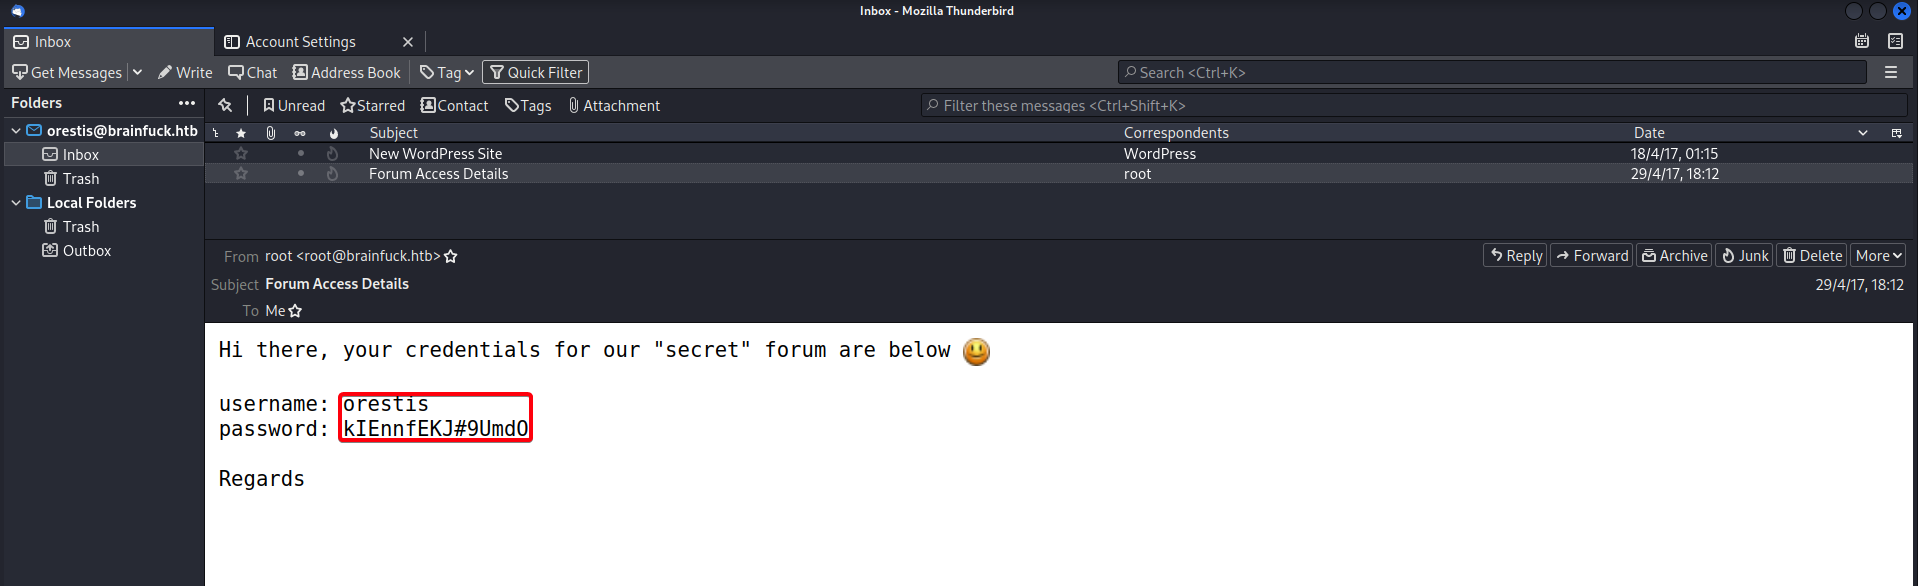 Inbox - Mozilla Thunderbird
Inbox
Account Settings
Get Messages
Write
Chat
Address Book
Tag
Quick Filter
Search <Ctrl+K>
Folders
Unread
Starred
Contact
Tags
Attachment
Filter these messages <Ctrl+Shift+K>
orestis@brainfuck.htb
Inbox
Trash
Local Folders
Trash
Outbox
Subject Correspondents Date
New WordPress Site WordPress 18/4/17, 01:15
Forum Access Details root 29/4/17, 18:12
From root <root@brainfuck.htb>
Reply
Forward
Archive
Junk
Delete
More
Subject Forum Access Details
29/4/17, 18:12
To Me
Hi there, your credentials for our "secret" forum are below 😃
username: orestis
password: kIEnnfEKJ#9UmdO
Regards